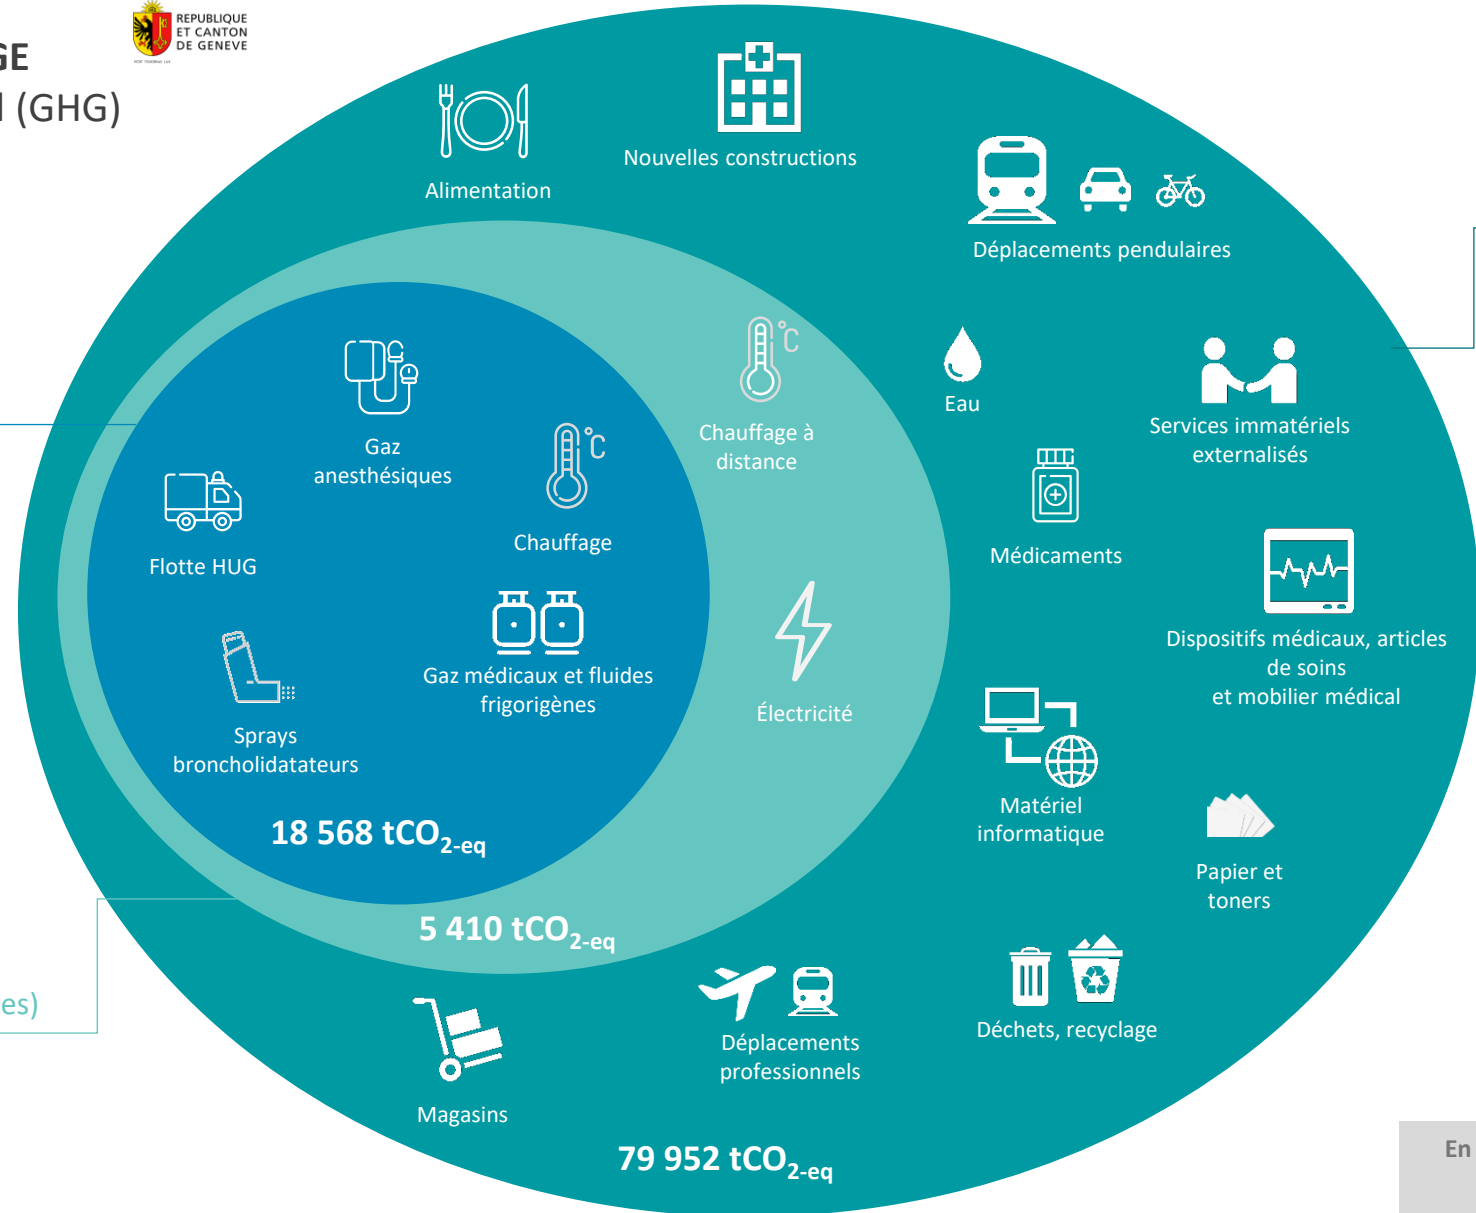 REPUBLIQUE
ET CANTON
DE GENEVE
POST TENEBRAS LUX
GE
l (GHG)
Alimentation
Nouvelles constructions
Déplacements pendulaires
Gaz
anesthésiques
Flotte HUG
°C
Chauffage
Gaz médicaux et fluides
frigorigènes
Sprays
broncholidatateurs
18 568 tCO2-eq
°C
Chauffage à
distance
Électricité
5 410 tCO2-eq
Eau
Services immatériels
externalisés
Médicaments
Dispositifs médicaux, articles
de soins
et mobilier médical
Matériel
informatique
Papier et
toners
Déchets, recyclage
Déplacements
professionnels
Magasins
79 952 tCO2-eq
es)
En